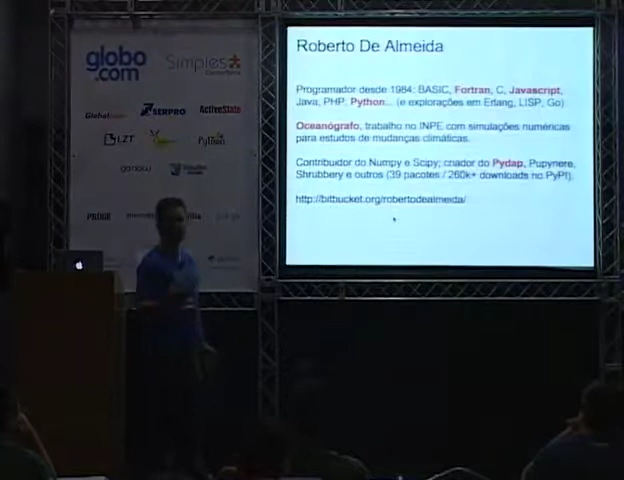 globo
.com
Simples
SERPRO
ActiveState
LZT
python
Roberto De Almeida
Programador desde 1984: BASIC, Fortran, C, Javascript,
Java, PHP, Python... (e explorações em Erlang, LISP, Go)
Oceanógrafo, trabalho no INPE com simulações numéricas
para estudos de mudanças climáticas.
Contribuidor do Numpy e Scipy; criador do Pydap, Pupynere,
Shrubbery e outros (39 pacotes / 260k+ downloads no PyPI).
http://bitbucket.org/robertodealmeida/